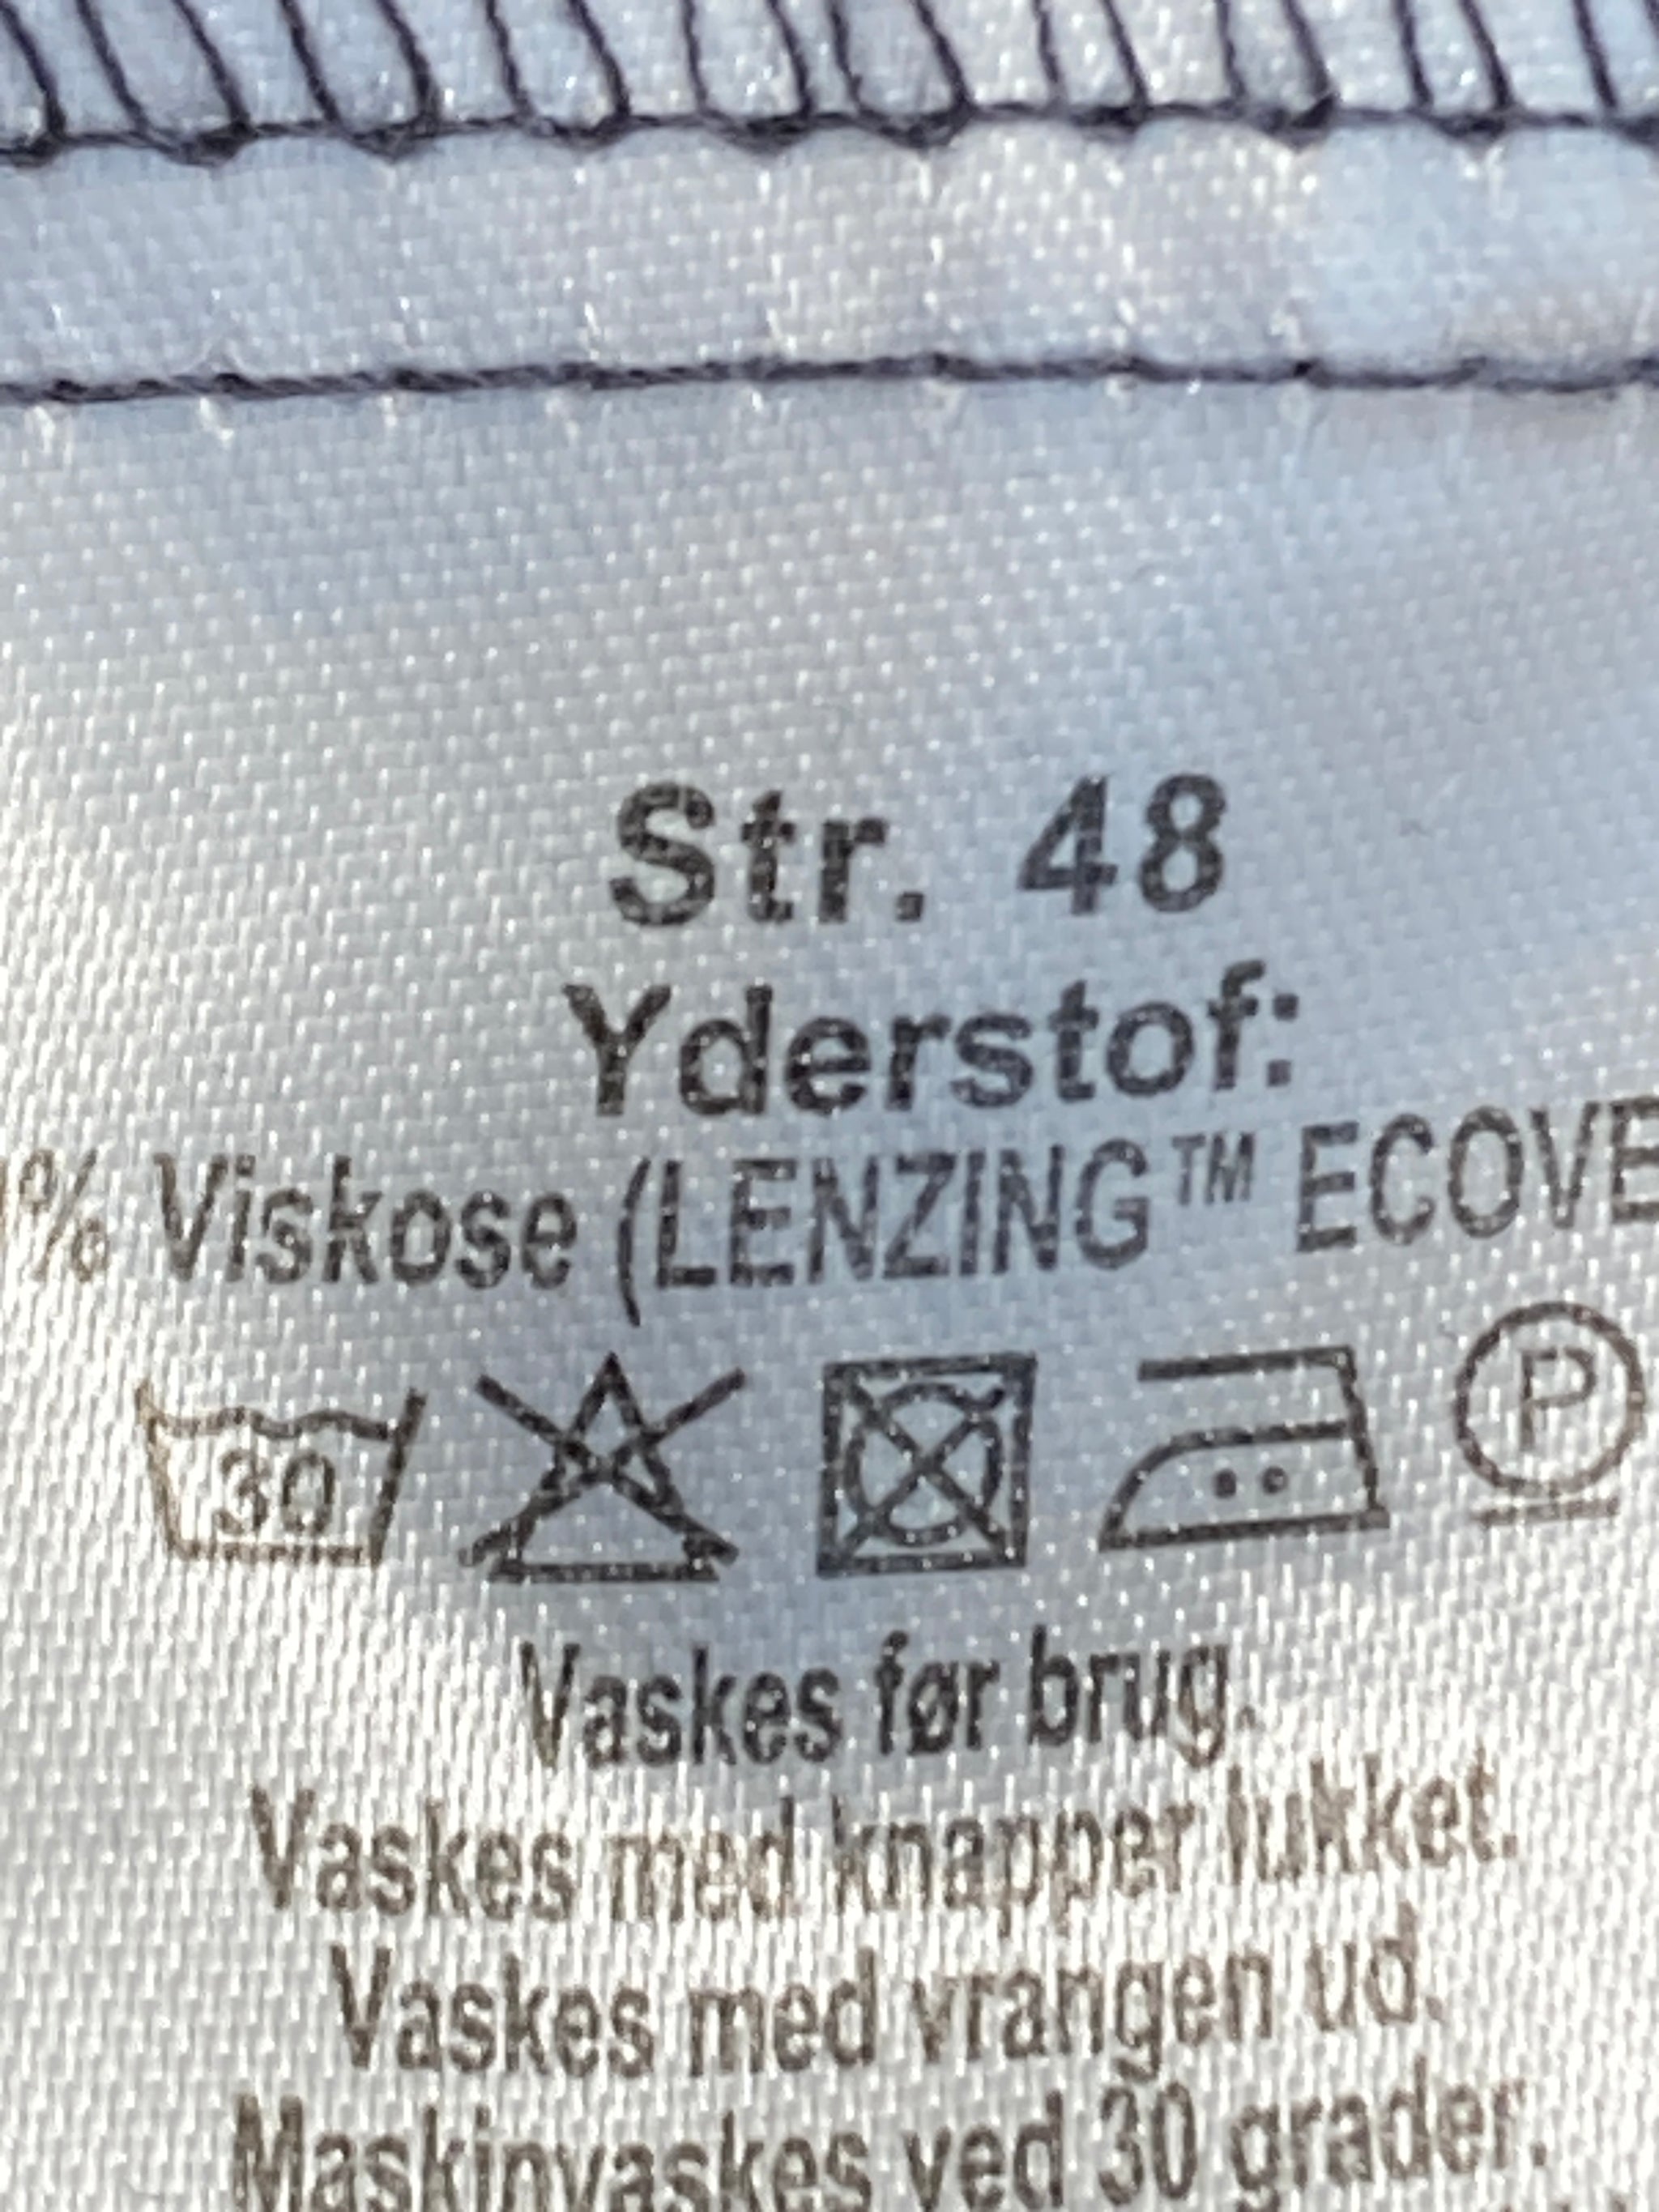 Str. 48
Yderstof:
% Viskose (LENZING™ ECOVE
30
P
Vaskes før brug.
Vaskes med knapper lukket.
Vaskes med vrangen ud.
Maskinvaskes ved 30 grader.